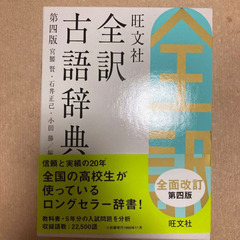 旺文社
全訳
古語辞典
第四版
宮腰 賢・石井正己・小田 勝
全訳
信頼と実績の20年
全国の高校生が
使っている
ロングセラー辞書!
教科書・5年分の入試問題を分析
収録語数:22,500語
全面改訂
第四版
旺文社